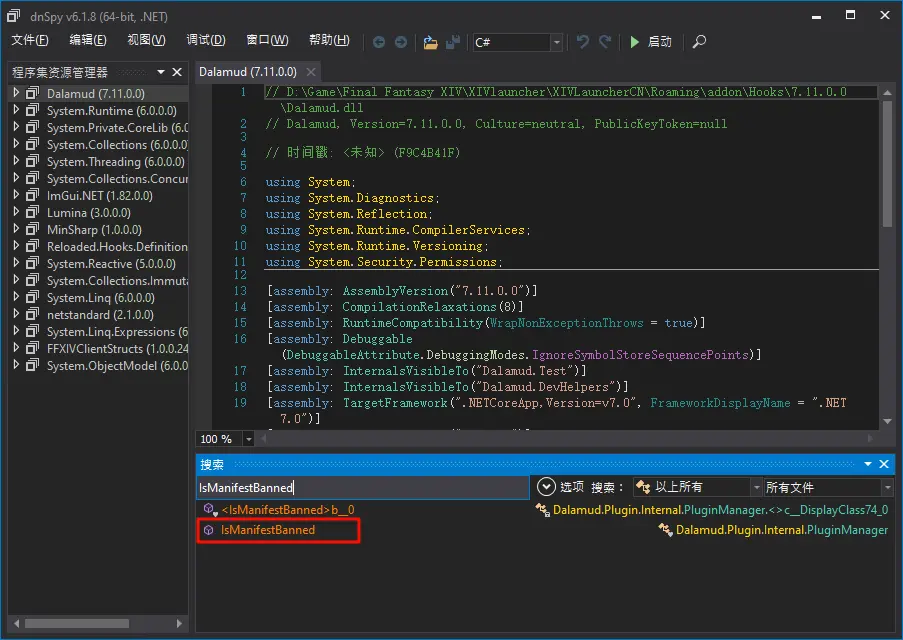 dnSpy v6.1.8 (64-bit, .NET)
文件(F) 编辑(E) 视图(V) 调试(D) 窗口(W) 帮助(H) C# 启动
程序集资源管理器
Dalamud (7.11.0.0)
System.Runtime (6.0.0.0)
System.Private.CoreLib (6.0
System.Collections (6.0.0.0)
System.Threading (6.0.0.0)
System.Collections.Concur
ImGui.NET (1.82.0.0)
Lumina (3.0.0.0)
MinSharp (1.0.0.0)
Reloaded.Hooks.Definition
System.Reactive (5.0.0.0)
System.Collections.Immuta
System.Linq (6.0.0.0)
netstandard (2.1.0.0)
System.Linq.Expressions (6
FFXIVClientStructs (1.0.0.24
System.ObjectModel (6.0.0
Dalamud (7.11.0.0)
1 // D:\Game\Final Fantasy XIV\XIVlauncher\XIVLauncherCN\Roaming\addon\Hooks\7.11.0.0
\Dalamud.dll
2 // Dalamud, Version=7.11.0.0, Culture=neutral, PublicKeyToken=null
3
4 // 时间戳: <未知> (F9C4B41F)
5
6 using System;
7 using System.Diagnostics;
8 using System.Reflection;
9 using System.Runtime.CompilerServices;
10 using System.Runtime.Versioning;
11 using System.Security.Permissions;
12
13 [assembly: AssemblyVersion("7.11.0.0")]
14 [assembly: CompilationRelaxations(8)]
15 [assembly: RuntimeCompatibility(WrapNonExceptionThrows = true)]
16 [assembly: Debuggable
(DebuggableAttribute.DebuggingModes.IgnoreSymbolStoreSequencePoints)]
17 [assembly: InternalsVisibleTo("Dalamud.Test")]
18 [assembly: InternalsVisibleTo("Dalamud.DevHelpers")]
19 [assembly: TargetFramework(".NETCoreApp,Version=v7.0", FrameworkDisplayName = ".NET
7.0")]
100 %
搜索
IsManifestBanned 选项 搜索： 以上所有 所有文件
<IsManifestBanned>b__0 Dalamud.Plugin.Internal.PluginManager.<>c__DisplayClass74_0
IsManifestBanned Dalamud.Plugin.Internal.PluginManager